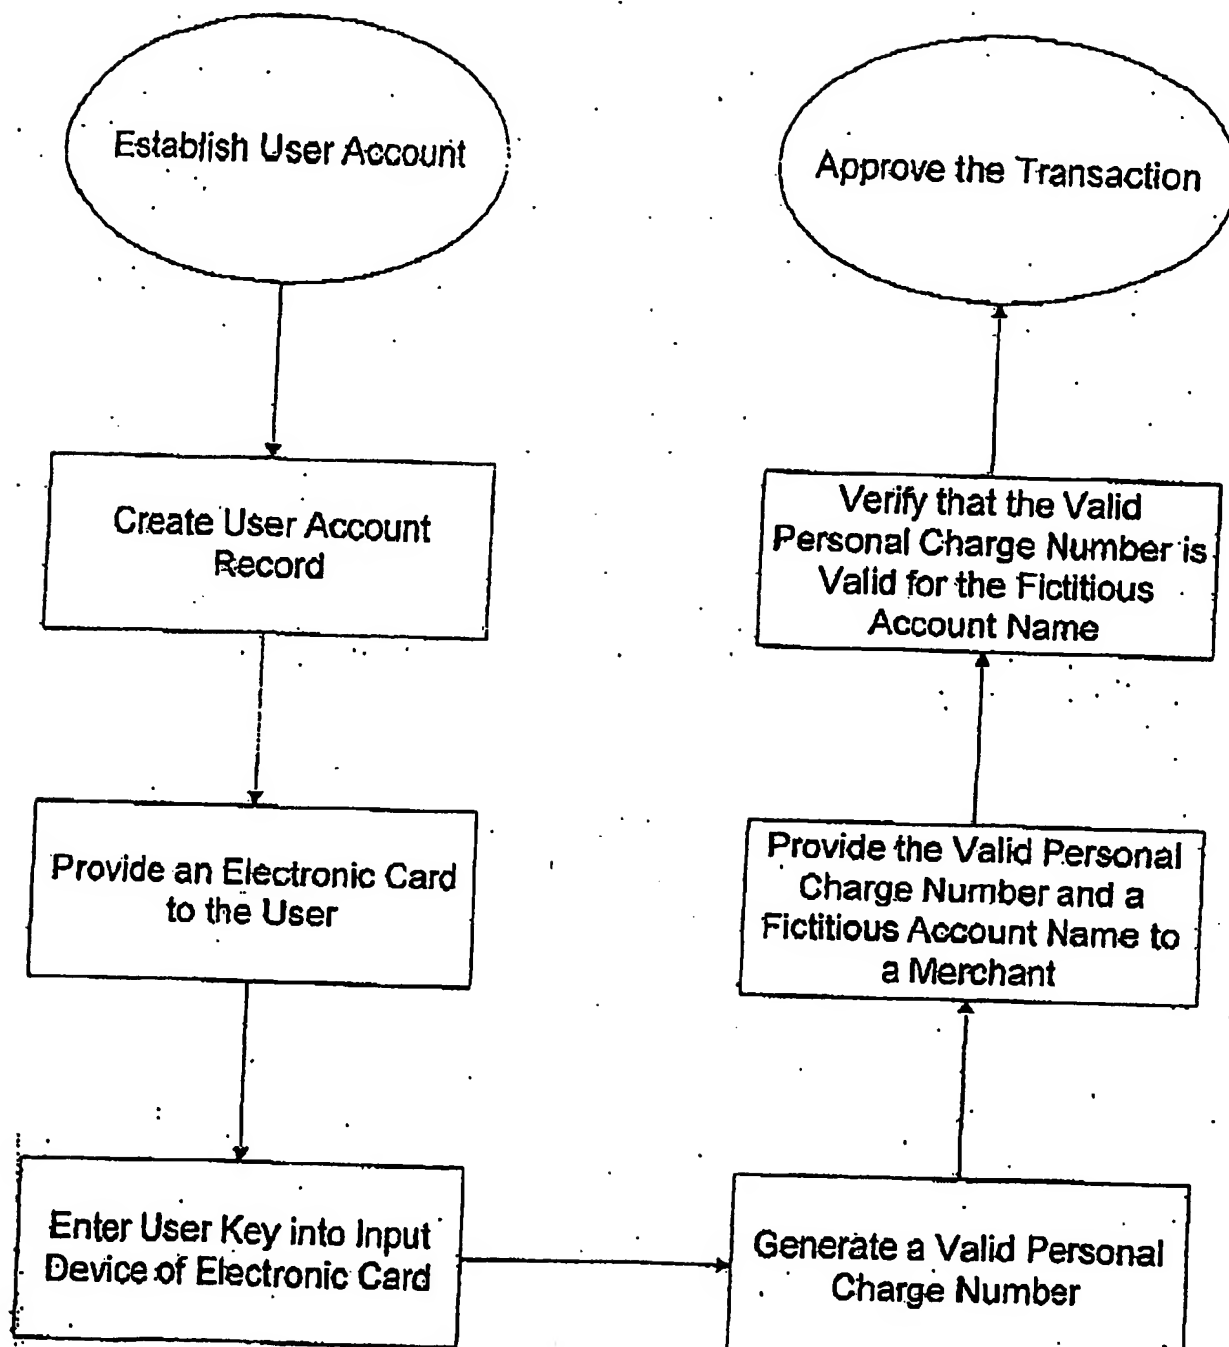 Establish User Account
Create User Account
Record
Provide an Electronic Card
to the User
Enter User Key into Input
Device of Electronic Card
Generate a Valid Personal
Charge Number
Provide the Valid Personal
Charge Number and a
Fictitious Account Name to
a Merchant
Verify that the Valid
Personal Charge Number is
Valid for the Fictitious
Account Name
Approve the Transaction